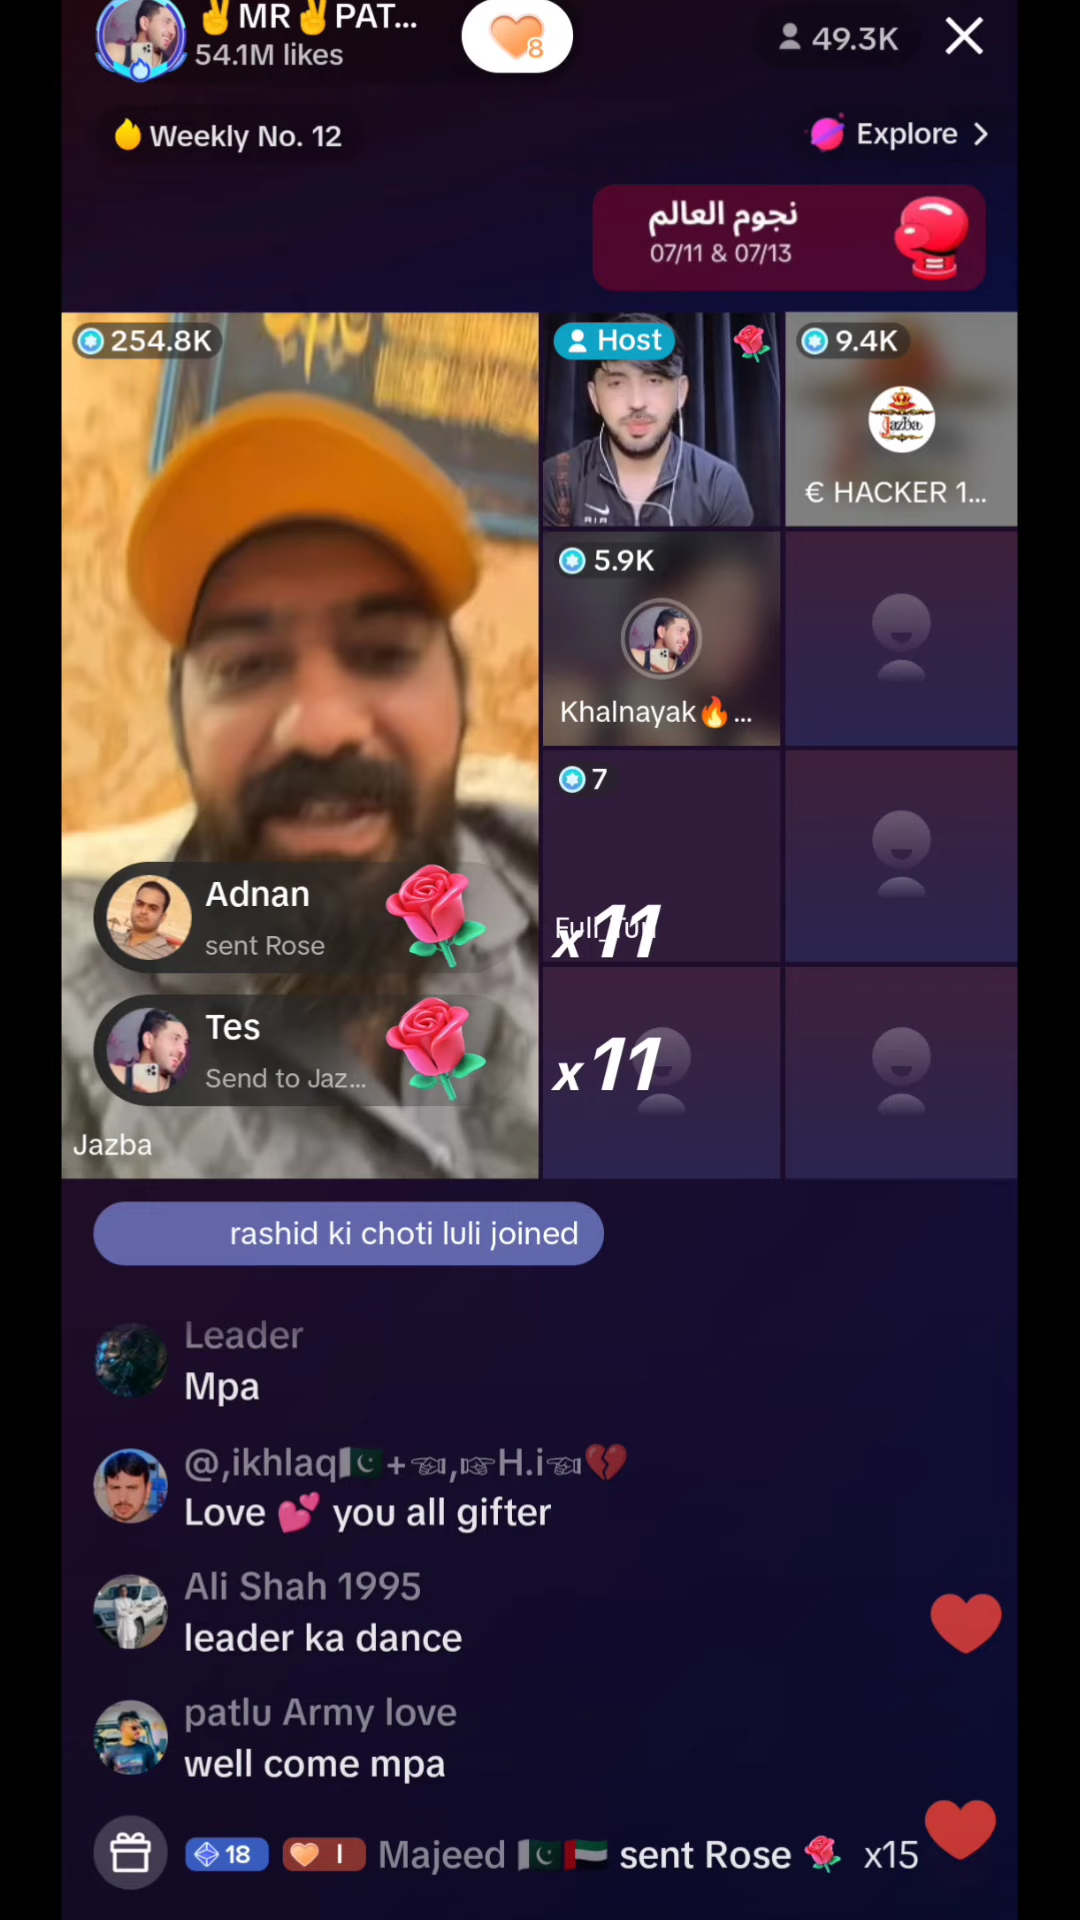 ✌️MR✌️PAT...
54.1M likes
8
49.3K
Weekly No. 12
Explore
نجوم العالم
07/11 & 07/13
254.8K
Host
9.4K
Jazba
€ HACKER 1...
AIR
5.9K
Khalnayak🔥...
7
x11
Adnan
sent Rose
x11
Tes
Send to Jaz...
Jazba
rashid ki choti luli joined
Leader
Mpa
@,ikhlaq🇵🇰+☜,☞H.i☜💔
Love 💕 you all gifter
Ali Shah 1995
leader ka dance
patlu Army love
well come mpa
18 I Majeed 🇵🇰🇦🇪 sent Rose 🌹 x15